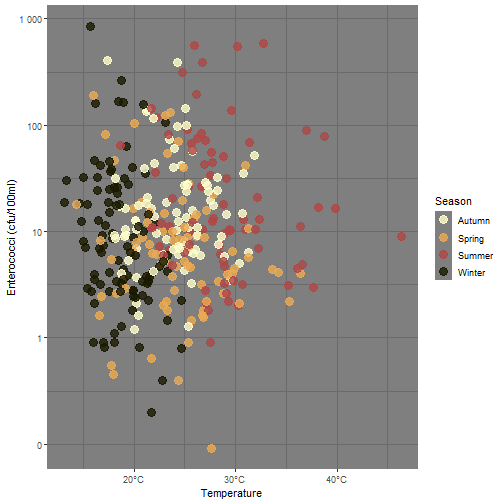 1 000
100
10
1
0
Enterococci (cfu/100ml)
20°C
30°C
40°C
Temperature
Season
Autumn
Spring
Summer
Winter